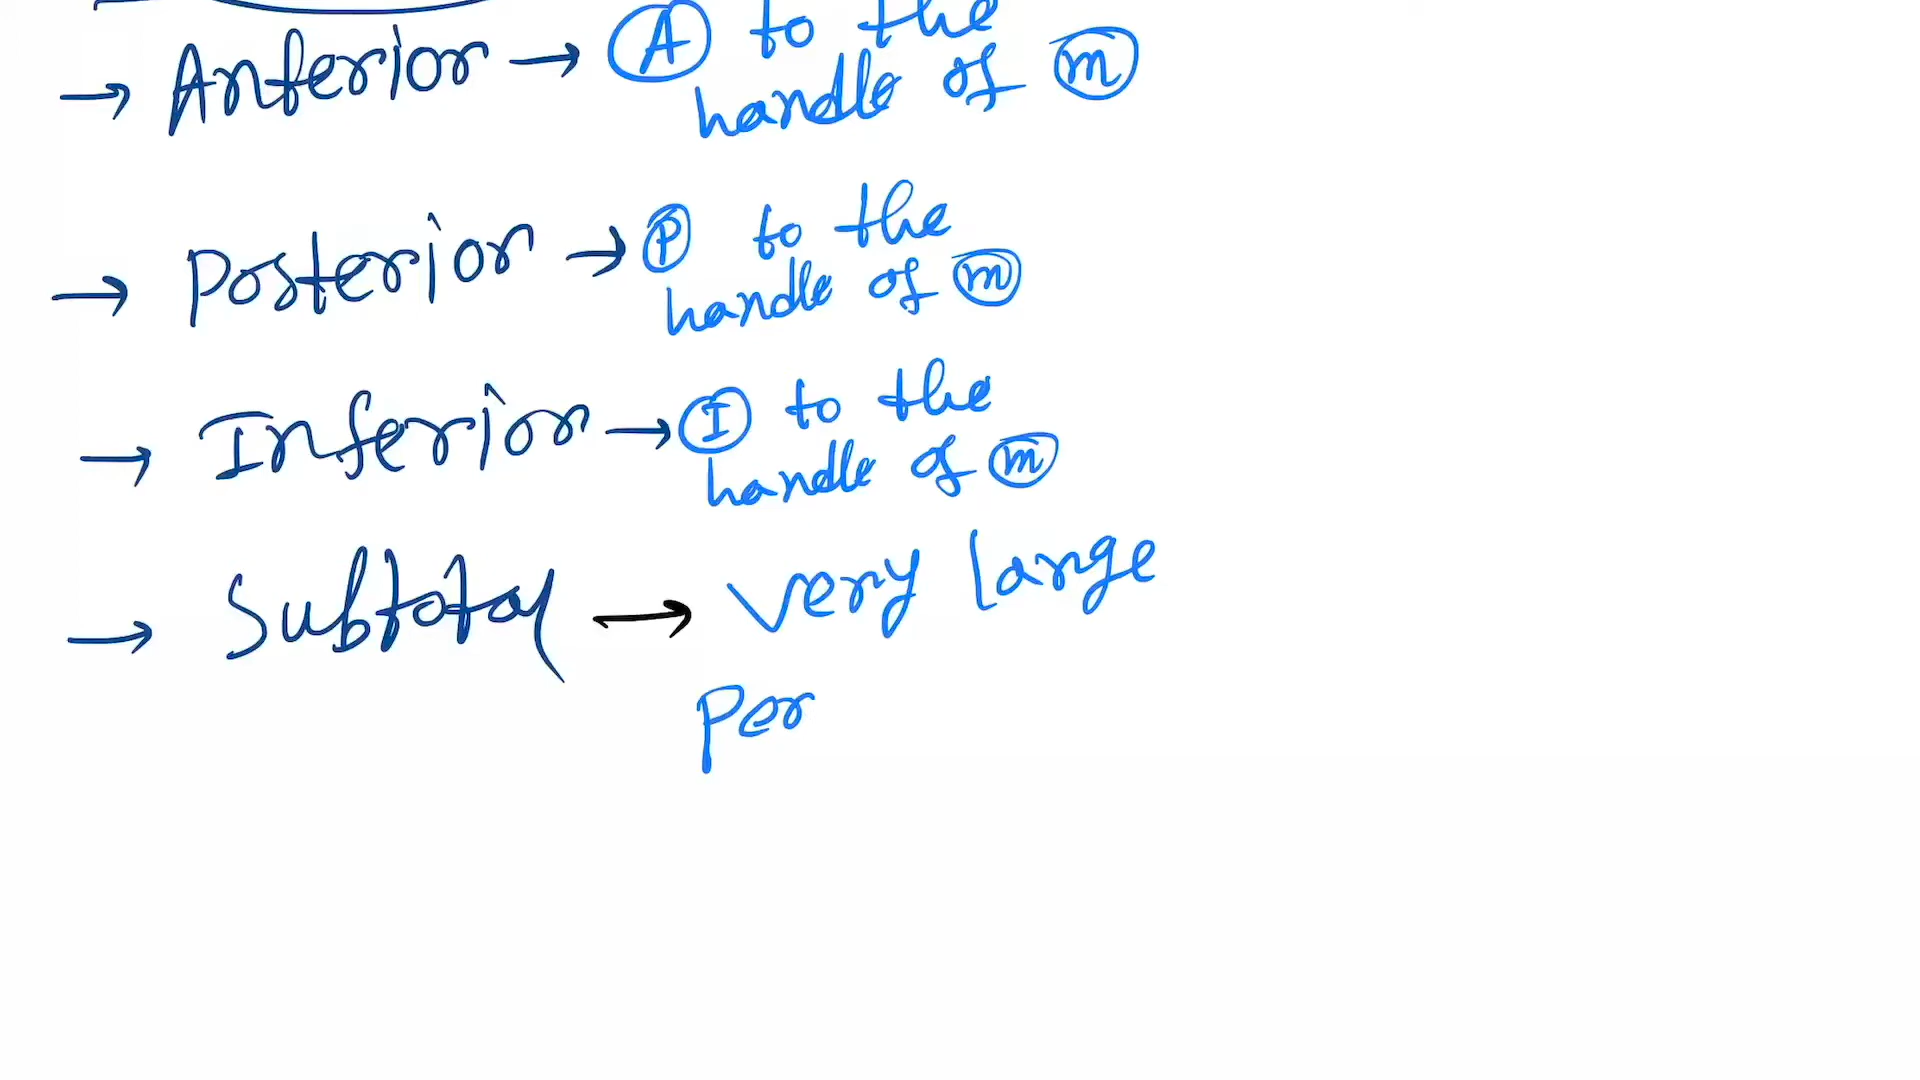 → Anterior → Ⓐ to the
handle of ⓜ
→ Posterior → Ⓟ to the
handle of ⓜ
→ Inferior → Ⓘ to the
handle of ⓜ
→ Subtotal → very large
per